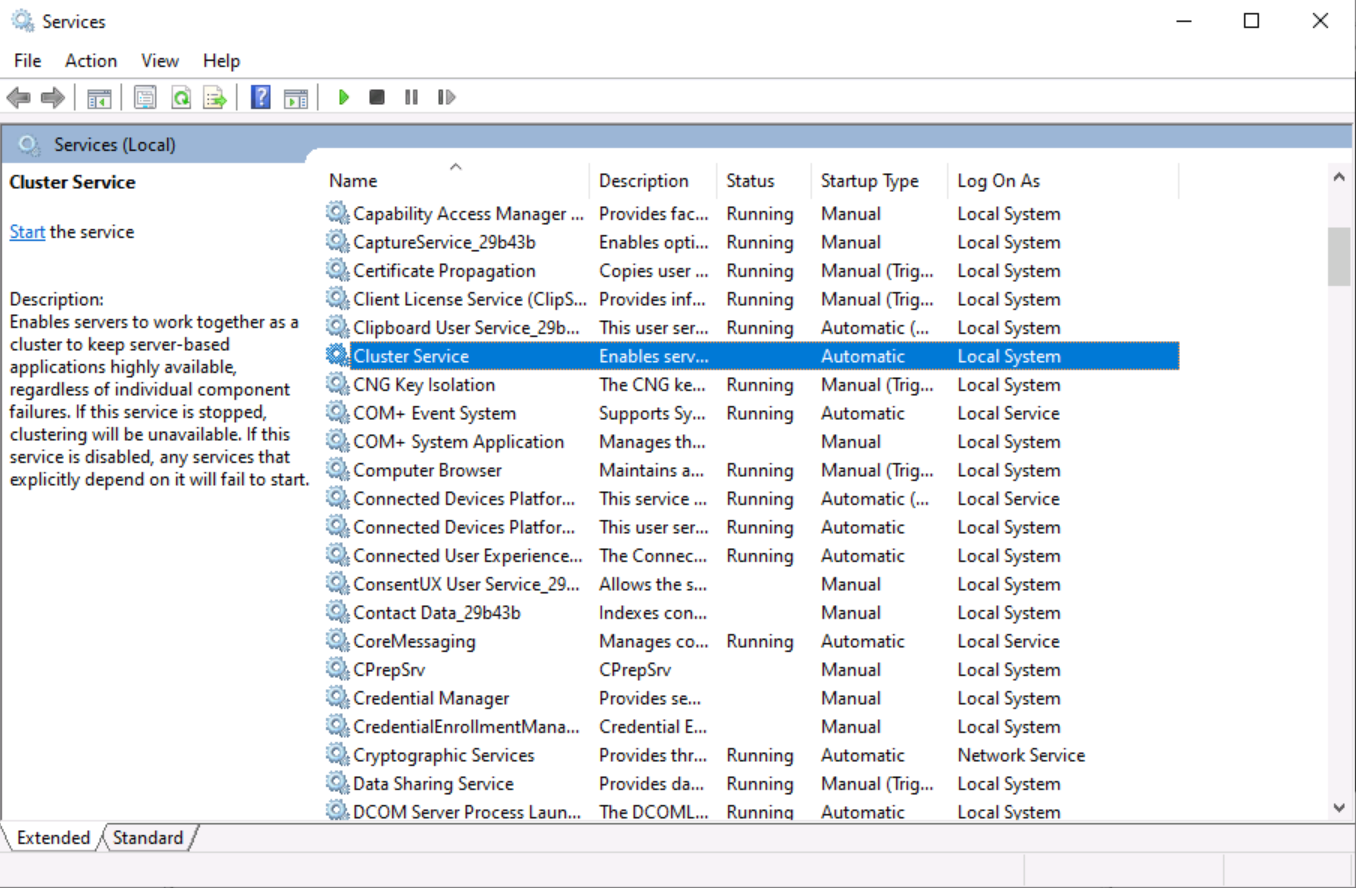 Services
File Action View Help
Services (Local)
Cluster Service
Start the service
Description:
Enables servers to work together as a
cluster to keep server-based
applications highly available,
regardless of individual component
failures. If this service is stopped,
clustering will be unavailable. If this
service is disabled, any services that
explicitly depend on it will fail to start.
Name Description Status Startup Type Log On As
Capability Access Manager ... Provides fac... Running Manual Local System
CaptureService_29b43b Enables opti... Running Manual Local System
Certificate Propagation Copies user ... Running Manual (Trig... Local System
Client License Service (ClipS... Provides inf... Running Manual (Trig... Local System
Clipboard User Service_29b... This user ser... Running Automatic (... Local System
Cluster Service Enables serv... Automatic Local System
CNG Key Isolation The CNG ke... Running Manual (Trig... Local System
COM+ Event System Supports Sy... Running Automatic Local Service
COM+ System Application Manages th... Manual Local System
Computer Browser Maintains a... Running Manual (Trig... Local System
Connected Devices Platfor... This service ... Running Automatic (... Local Service
Connected Devices Platfor... This user ser... Running Automatic Local System
Connected User Experience... The Connec... Running Automatic Local System
ConsentUX User Service_29... Allows the s... Manual Local System
Contact Data_29b43b Indexes con... Manual Local System
CoreMessaging Manages co... Running Automatic Local Service
CPrepSrv CPrepSrv Manual Local System
Credential Manager Provides se... Manual Local System
CredentialEnrollmentMana... Credential E... Manual Local System
Cryptographic Services Provides thr... Running Automatic Network Service
Data Sharing Service Provides da... Running Manual (Trig... Local System
DCOM Server Process Laun... The DCOML... Running Automatic Local System
Extended Standard